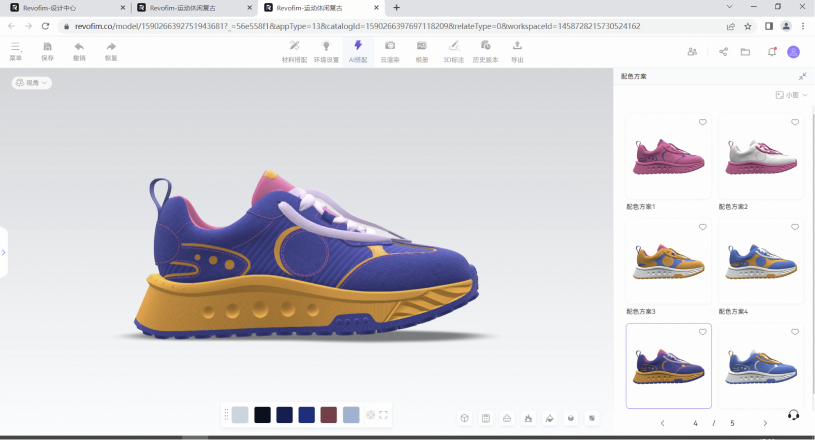 Revofim-设计中心
Revofim-运动休闲复古
Revofim-运动休闲复古
revofim.co/model/1590266392751943681?_=56e558f1&appType=13&catalogId=1590266397697118209&relateType=0&workspaceId=1458728215730524162
菜单
保存
撤销
恢复
材料搭配
环境设置
AI搭配
云渲染
相册
3D标注
历史版本
导出
视角
配色方案
小图
配色方案1
配色方案2
配色方案3
配色方案4
4 / 5